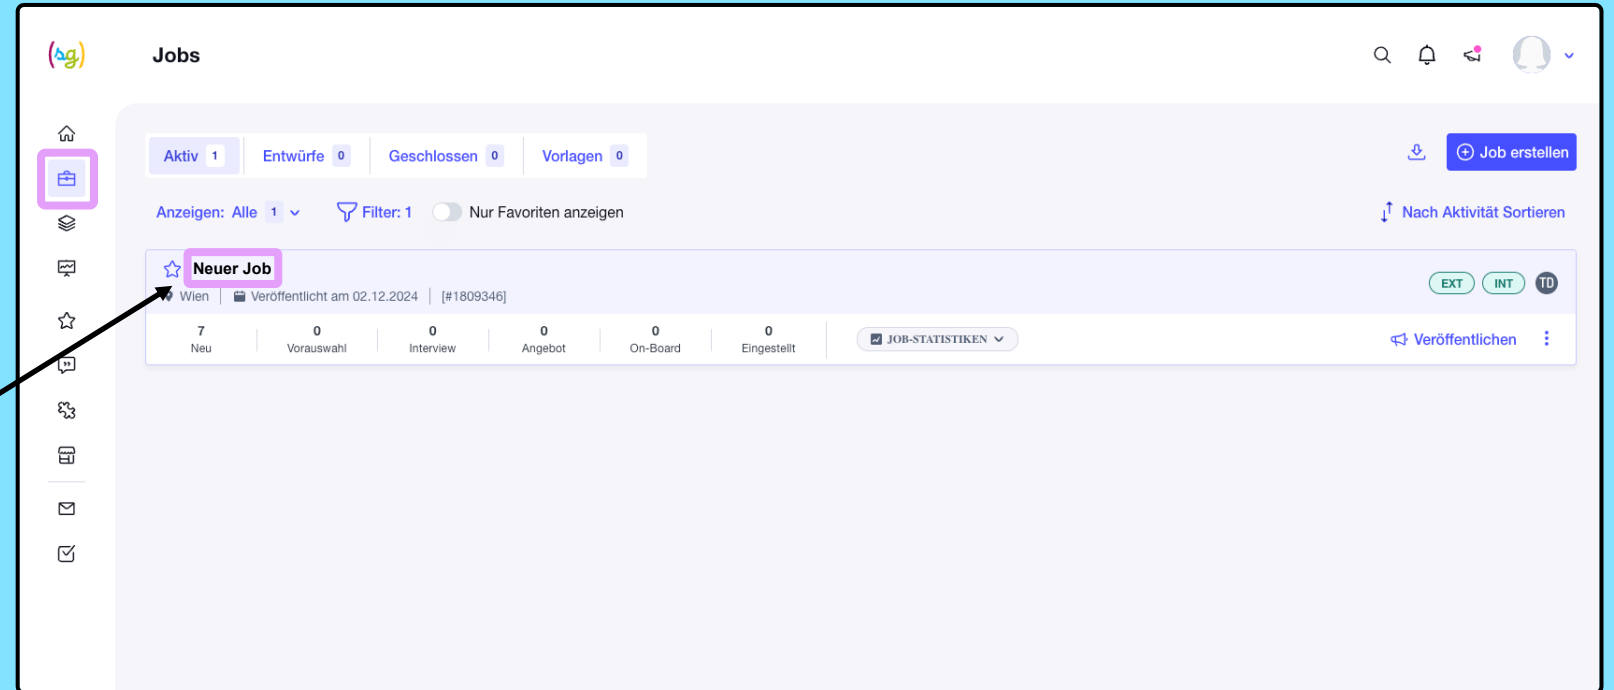 (sg)
Jobs
Aktiv 1 Entwürfe 0 Geschlossen 0 Vorlagen 0
Job erstellen
Anzeigen: Alle 1 Filter: 1 Nur Favoriten anzeigen
Nach Aktivität Sortieren
Neuer Job
Wien Veröffentlicht am 02.12.2024 [#1809346]
EXT INT TD
7 0 0 0 0 0
Neu Vorauswahl Interview Angebot On-Board Eingestellt
JOB-STATISTIKEN
Veröffentlichen